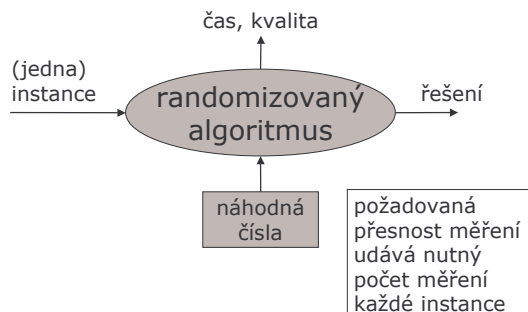 čas, kvalita
(jedna)
instance
randomizovaný
algoritmus
řešení
náhodná
čísla
požadovaná
přesnost měření
udává nutný
počet měření
každé instance